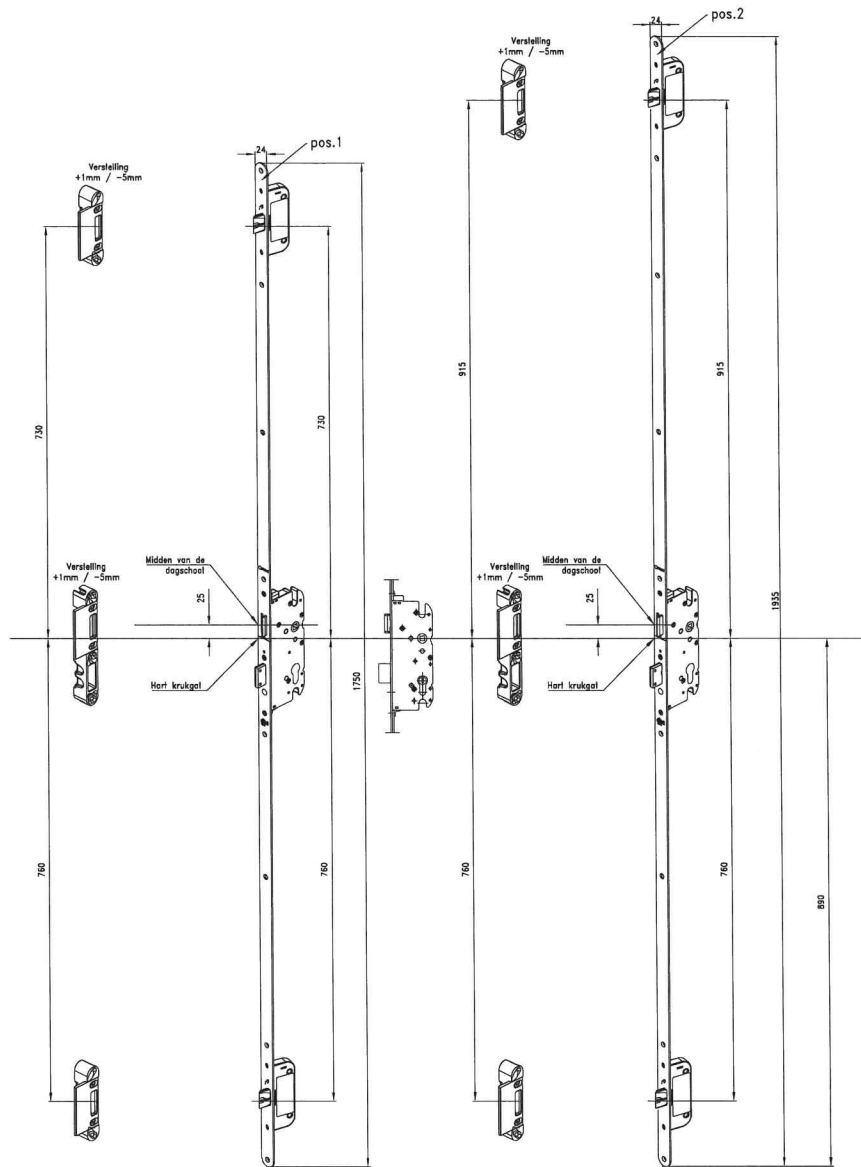 24
pos.2
Verstelling
+1mm / -5mm
24
pos.1
Verstelling
+1mm / -5mm
730
730
915
915
Midden van de
dagschoot
25
Hart krukgat
Verstelling
+1mm / -5mm
1750
Midden van de
dagschoot
25
Hart krukgat
Verstelling
+1mm / -5mm
1935
760
760
760
760
890